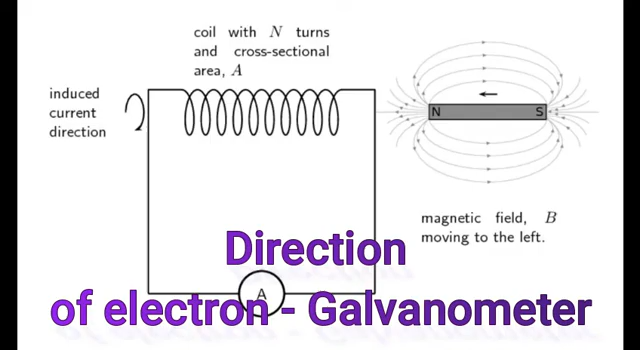 coil with N turns
and cross-sectional
area, A
induced
current
direction
N S
magnetic field, B
moving to the left.
Direction
A
of electron - Galvanometer